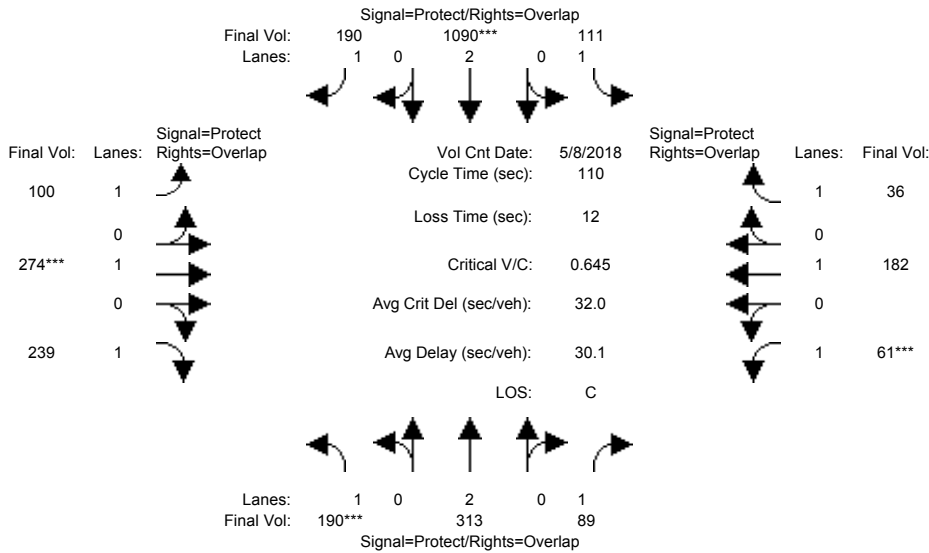 Signal=Protect/Rights=Overlap
Final Vol: 190 1090*** 111
Lanes: 1 0 2 0 1
Signal=Protect Signal=Protect
Final Vol: Lanes: Rights=Overlap Vol Cnt Date: 5/8/2018 Rights=Overlap Lanes: Final Vol:
Cycle Time (sec): 110
100 1 1 36
Loss Time (sec): 12
0 0
274*** 1 Critical V/C: 0.645 1 182
0 Avg Crit Del (sec/veh): 32.0 0
239 1 Avg Delay (sec/veh): 30.1 1 61***
LOS: C
Lanes: 1 0 2 0 1
Final Vol: 190*** 313 89
Signal=Protect/Rights=Overlap